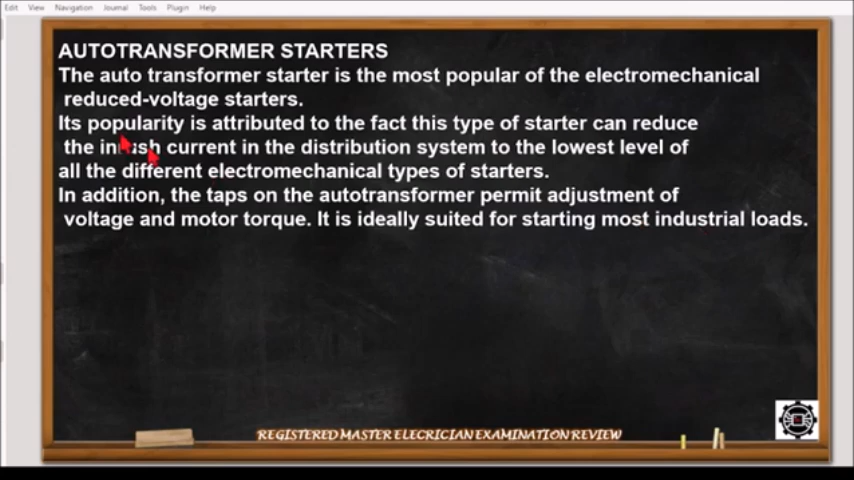 Edit View Navigation Journal Tools Plugin Help
AUTOTRANSFORMER STARTERS
The auto transformer starter is the most popular of the electromechanical
reduced-voltage starters.
Its popularity is attributed to the fact this type of starter can reduce
the inrush current in the distribution system to the lowest level of
all the different electromechanical types of starters.
In addition, the taps on the autotransformer permit adjustment of
voltage and motor torque. It is ideally suited for starting most industrial loads.
REGISTERED MASTER ELECRICIAN EXAMINATION REVIEW